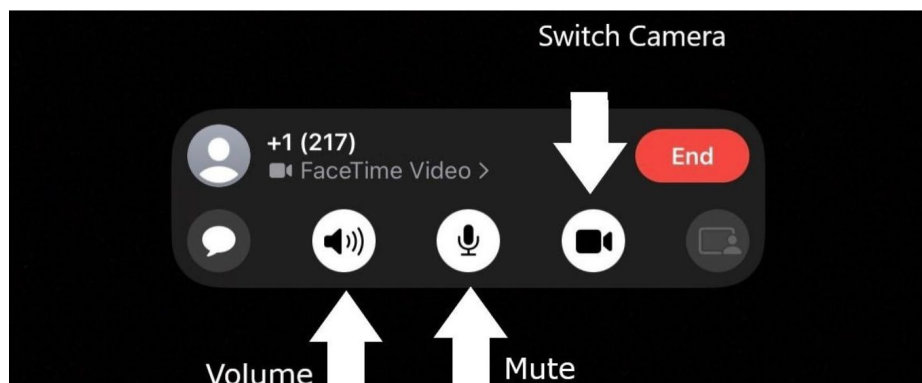 Switch Camera
+1 (217)
FaceTime Video >
End
Volume
Mute